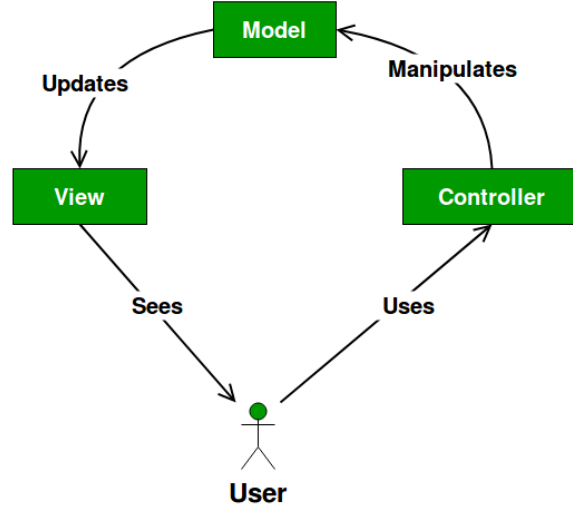 Model
Updates
Manipulates
View
Controller
Sees
Uses
User